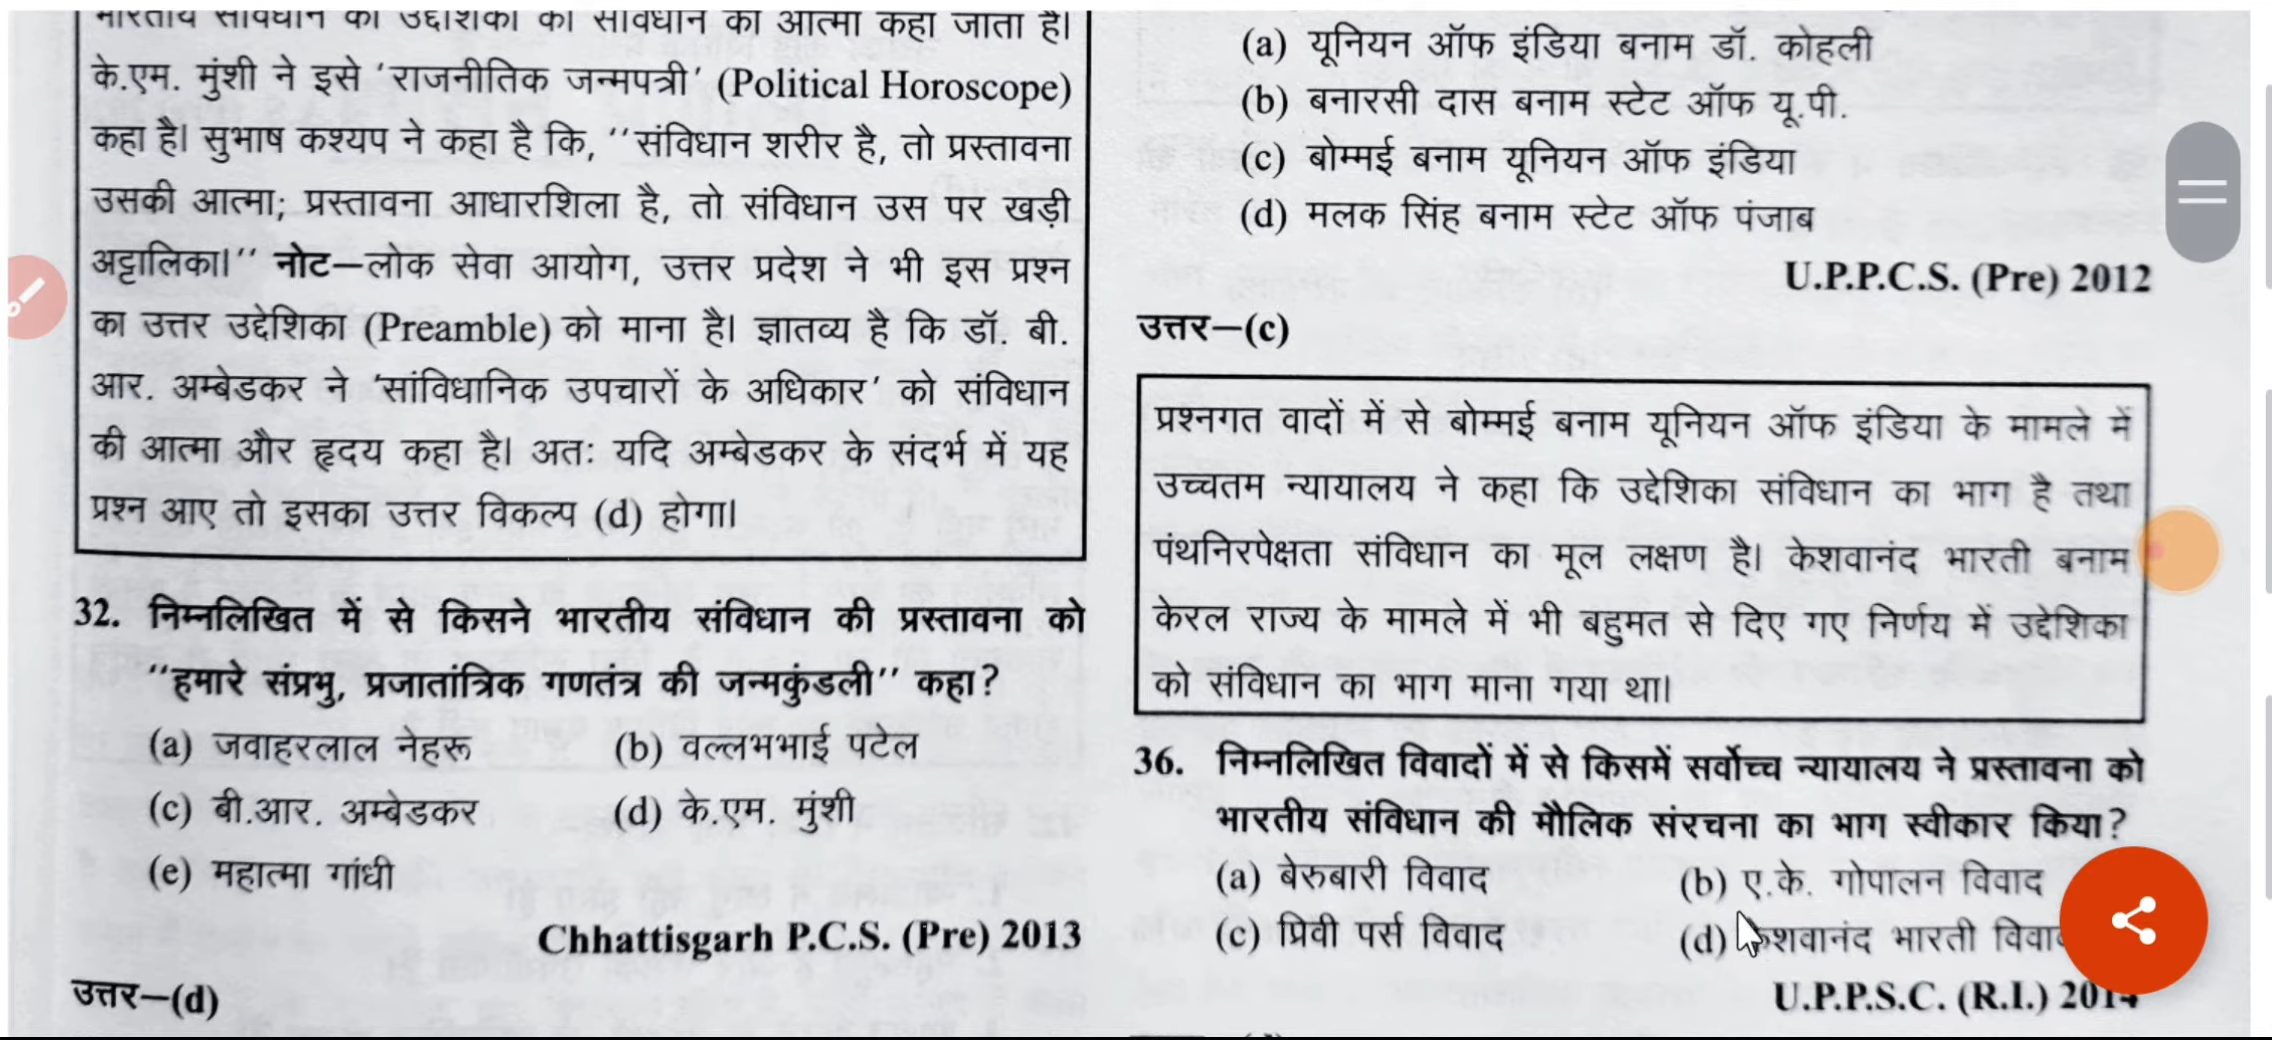 भारतीय संविधान की उद्देशिका को संविधान की आत्मा कहा जाता है।
के.एम. मुंशी ने इसे ‘राजनीतिक जन्मपत्री’ (Political Horoscope)
कहा है। सुभाष कश्यप ने कहा है कि, ‘‘संविधान शरीर है, तो प्रस्तावना
उसकी आत्मा; प्रस्तावना आधारशिला है, तो संविधान उस पर खड़ी
अट्टालिका।’’ नोट—लोक सेवा आयोग, उत्तर प्रदेश ने भी इस प्रश्न
का उत्तर उद्देशिका (Preamble) को माना है। ज्ञातव्य है कि डॉ. बी.
आर. अम्बेडकर ने ‘सांविधानिक उपचारों के अधिकार’ को संविधान
की आत्मा और हृदय कहा है। अतः यदि अम्बेडकर के संदर्भ में यह
प्रश्न आए तो इसका उत्तर विकल्प (d) होगा।
32. निम्नलिखित में से किसने भारतीय संविधान की प्रस्तावना को
‘‘हमारे संप्रभु, प्रजातांत्रिक गणतंत्र की जन्मकुंडली’’ कहा?
(a) जवाहरलाल नेहरू (b) वल्लभभाई पटेल
(c) बी.आर. अम्बेडकर (d) के.एम. मुंशी
(e) महात्मा गांधी
Chhattisgarh P.C.S. (Pre) 2013
उत्तर—(d)
(a) यूनियन ऑफ इंडिया बनाम डॉ. कोहली
(b) बनारसी दास बनाम स्टेट ऑफ यू.पी.
(c) बोम्मई बनाम यूनियन ऑफ इंडिया
(d) मलक सिंह बनाम स्टेट ऑफ पंजाब
U.P.P.C.S. (Pre) 2012
उत्तर—(c)
प्रश्नगत वादों में से बोम्मई बनाम यूनियन ऑफ इंडिया के मामले में
उच्चतम न्यायालय ने कहा कि उद्देशिका संविधान का भाग है तथा
पंथनिरपेक्षता संविधान का मूल लक्षण है। केशवानंद भारती बनाम
केरल राज्य के मामले में भी बहुमत से दिए गए निर्णय में उद्देशिका
को संविधान का भाग माना गया था।
36. निम्नलिखित विवादों में से किसमें सर्वोच्च न्यायालय ने प्रस्तावना को
भारतीय संविधान की मौलिक संरचना का भाग स्वीकार किया?
(a) बेरुबारी विवाद (b) ए.के. गोपालन विवाद
(c) प्रिवी पर्स विवाद (d) केशवानंद भारती विवाद
U.P.P.S.C. (R.I.) 2014